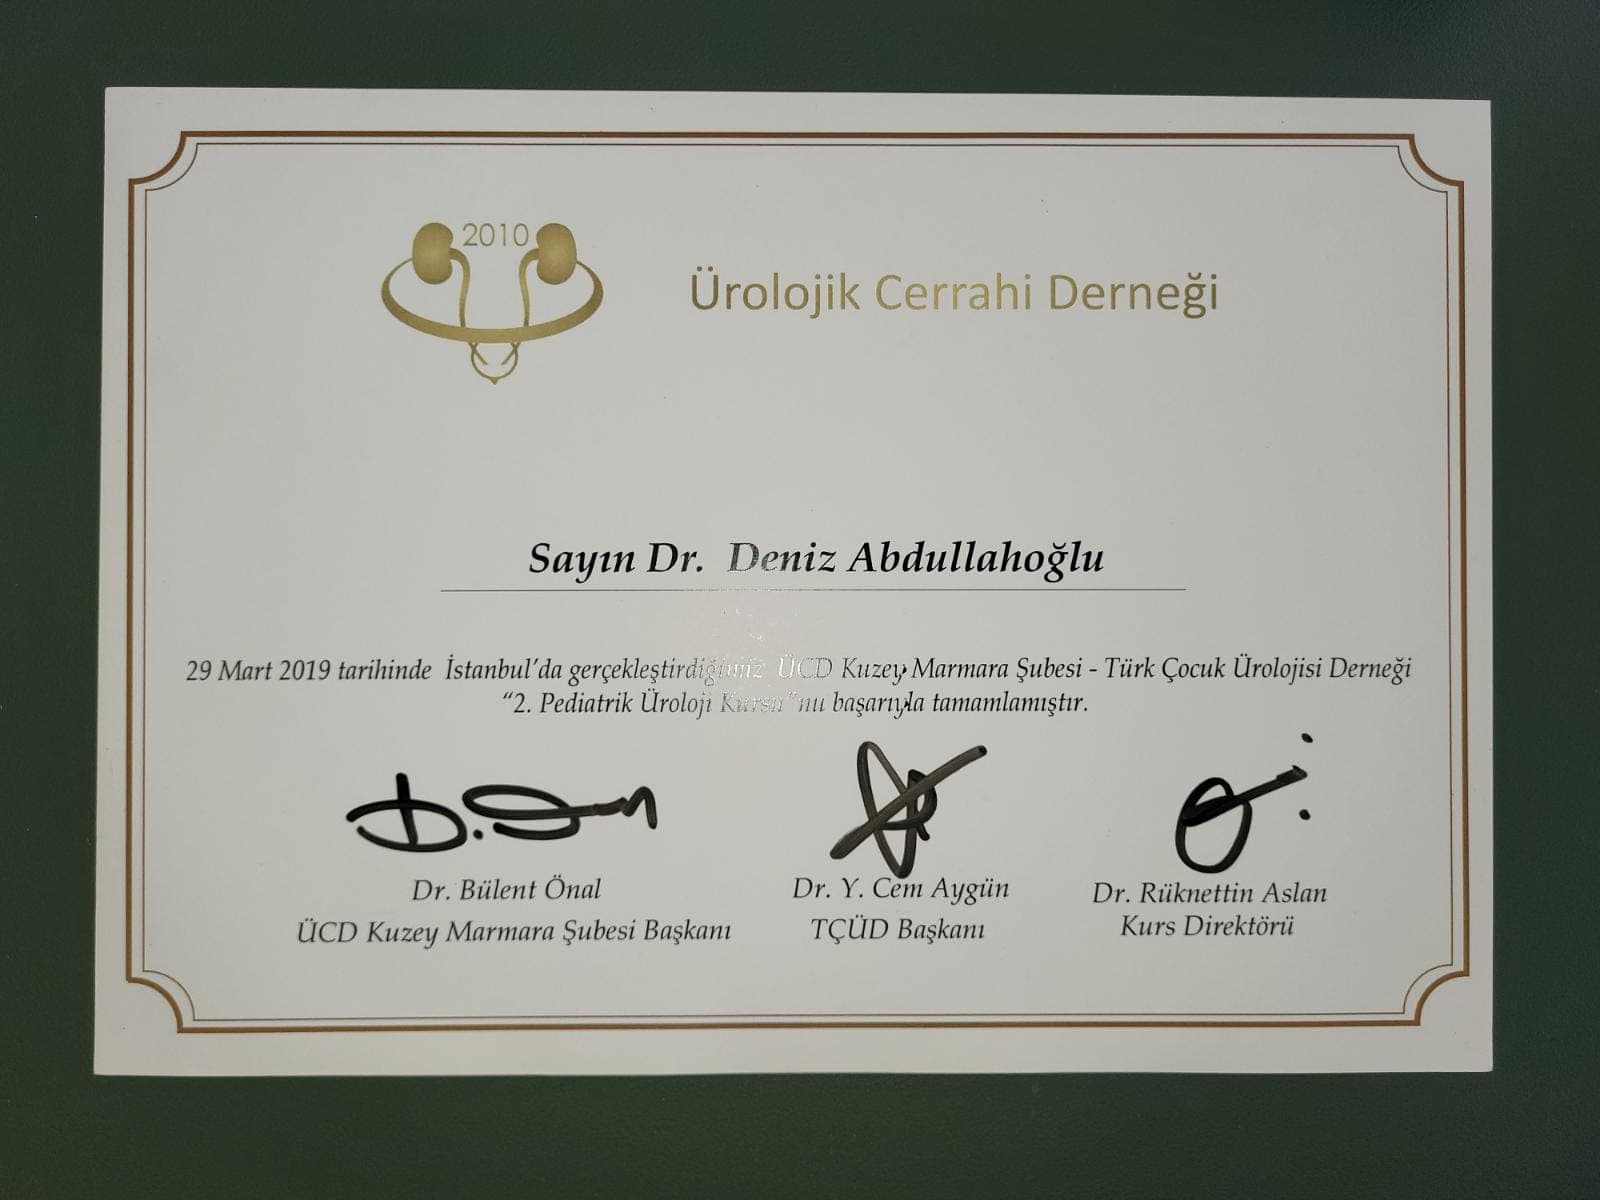 2010
Ürolojik Cerrahi Derneği
Sayın Dr. Deniz Abdullahoğlu
29 Mart 2019 tarihinde İstanbul'da gerçekleştirdiğimiz ÜCD Kuzey Marmara Şubesi - Türk Çocuk Ürolojisi Derneği
"2. Pediatrik Üroloji Kursu"nu başarıyla tamamlamıştır.
Dr. Bülent Önal
ÜCD Kuzey Marmara Şubesi Başkanı
Dr. Y. Cem Aygün
TÇÜD Başkanı
Dr. Rüknettin Aslan
Kurs Direktörü